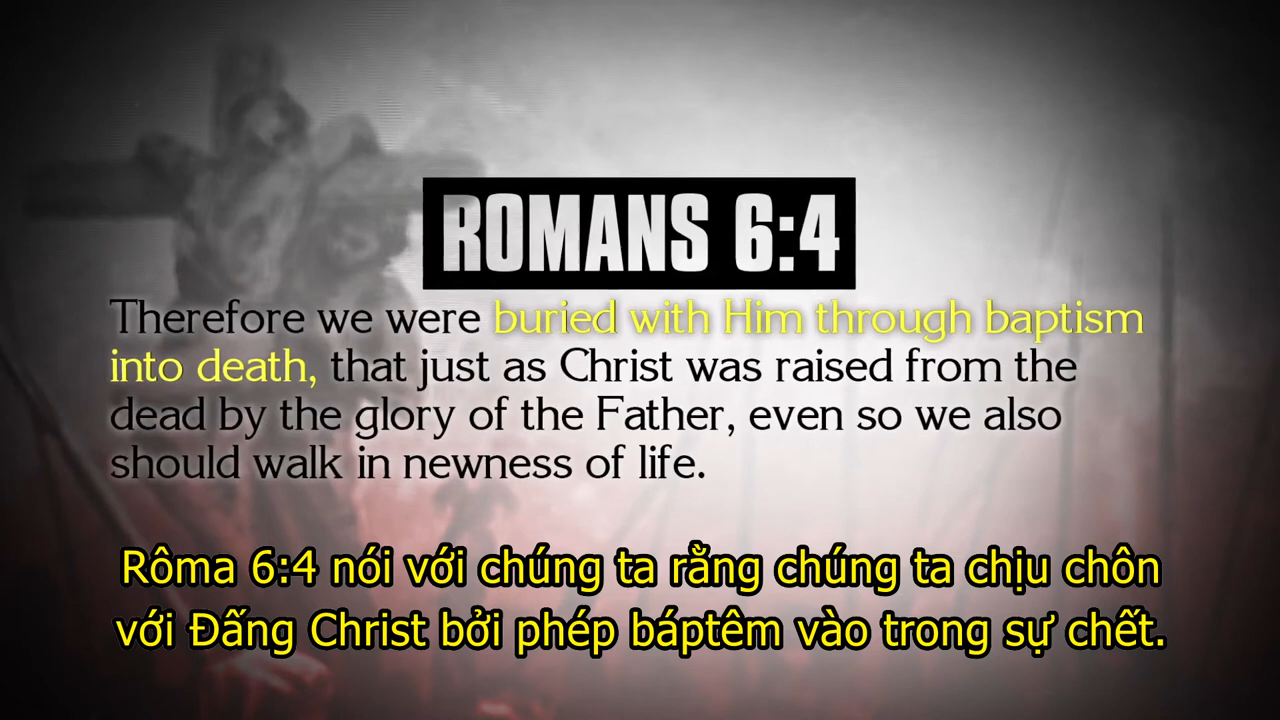 ROMANS 6:4
Therefore we were buried with Him through baptism
into death, that just as Christ was raised from the
dead by the glory of the Father, even so we also
should walk in newness of life.
Rôma 6:4 nói với chúng ta rằng chúng ta chịu chôn
với Đấng Christ bởi phép báptêm vào trong sự chết.